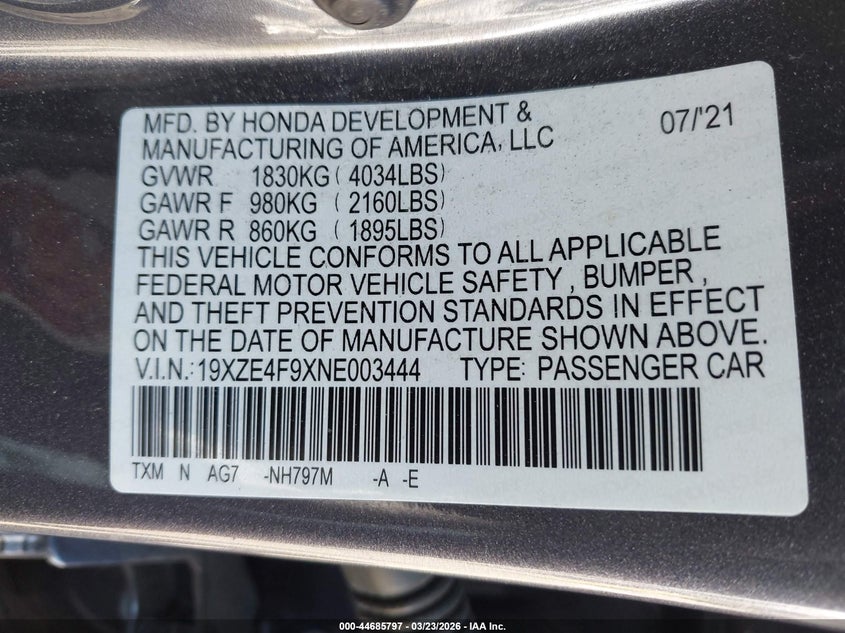 MFD. BY HONDA DEVELOPMENT & 07/'21
MANUFACTURING OF AMERICA, LLC
GVWR 1830KG ( 4034LBS)
GAWR F 980KG ( 2160LBS)
GAWR R 860KG ( 1895LBS)
THIS VEHICLE CONFORMS TO ALL APPLICABLE
FEDERAL MOTOR VEHICLE SAFETY , BUMPER ,
AND THEFT PREVENTION STANDARDS IN EFFECT
ON THE DATE OF MANUFACTURE SHOWN ABOVE.
V.I.N.:19XZE4F9XNE003444 TYPE: PASSENGER CAR
TXM N AG7 -NH797M -A -E
000-44685797 - 03/23/2026 - IAA Inc.